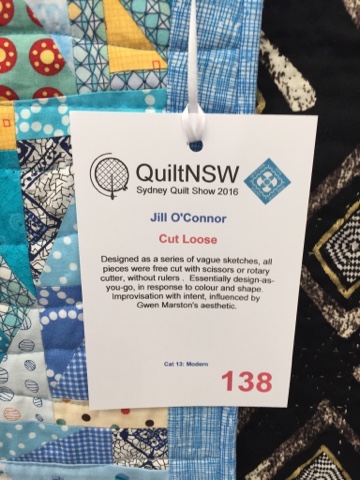 QuiltNSW
Sydney Quilt Show 2016
Jill O'Connor
Cut Loose
Designed as a series of vague sketches, all
pieces were free cut with scissors or rotary
cutter, without rulers . Essentially design-as-
you-go, in response to colour and shape.
Improvisation with intent, influenced by
Gwen Marston's aesthetic.
Cat 13: Modern
138